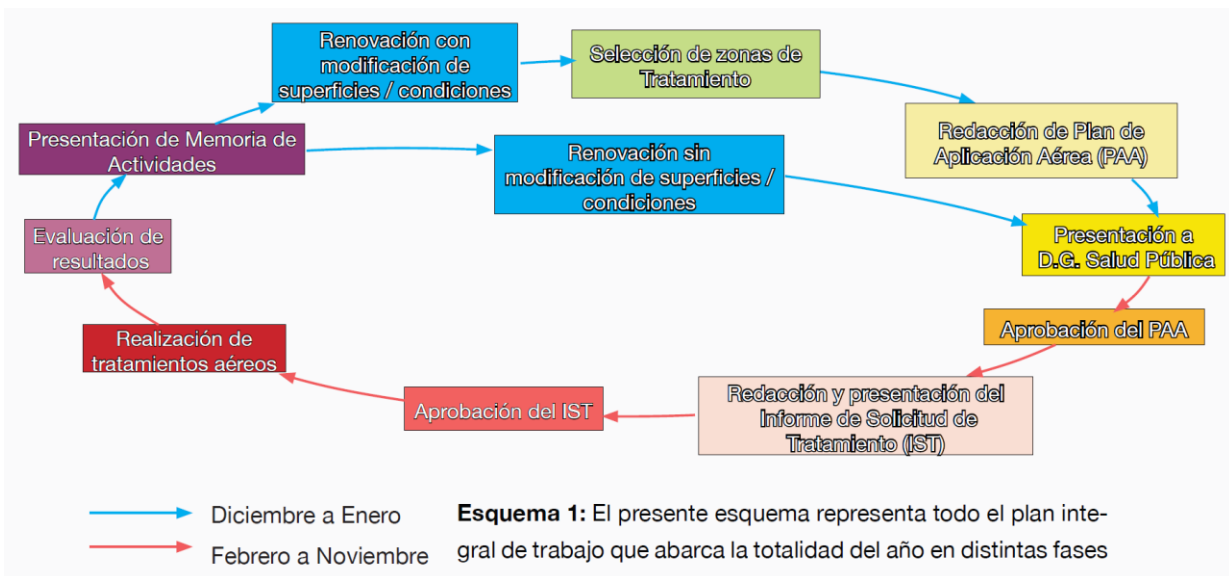 Renovación con
modificación de
superficies / condiciones
Selección de zonas de
Tratamiento
Redacción de Plan de
Aplicación Aérea (PAA)
Presentación de Memoria de
Actividades
Renovación sin
modificación de superficies /
condiciones
Presentación a
D.G. Salud Pública
Evaluación de
resultados
Aprobación del PAA
Realización de
tratamientos aéreos
Aprobación del IST
Redacción y presentación del
Informe de Solicitud de
Tratamiento (IST)
Diciembre a Enero
Febrero a Noviembre
Esquema 1: El presente esquema representa todo el plan inte-
gral de trabajo que abarca la totalidad del año en distintas fases